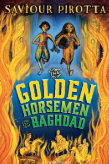 SAVIOUR PIROTTA
THE
GOLDEN
HORSEMEN
OF
BAGHDAD